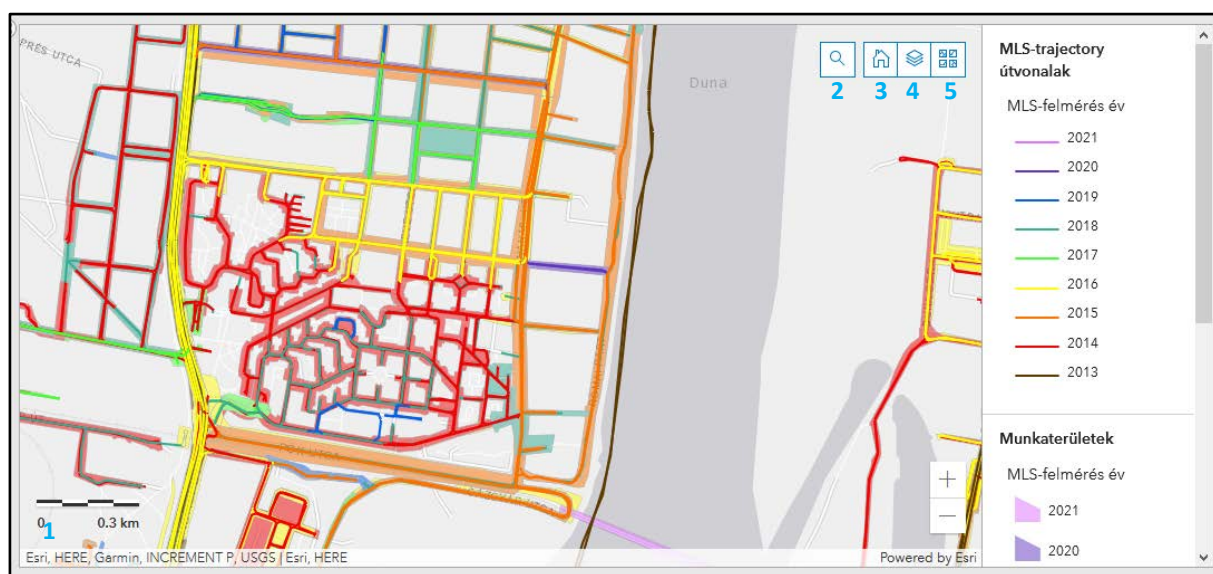 PRÉS UTCA
Duna
2
3
4
5
MLS-trajectory
útvonalak
MLS-felmérés év
2021
2020
2019
2018
2017
2016
2015
2014
2013
Munkaterületek
MLS-felmérés év
2021
2020
0
0.3 km
1
+
−
Esri, HERE, Garmin, INCREMENT P, USGS | Esri, HERE
Powered by Esri